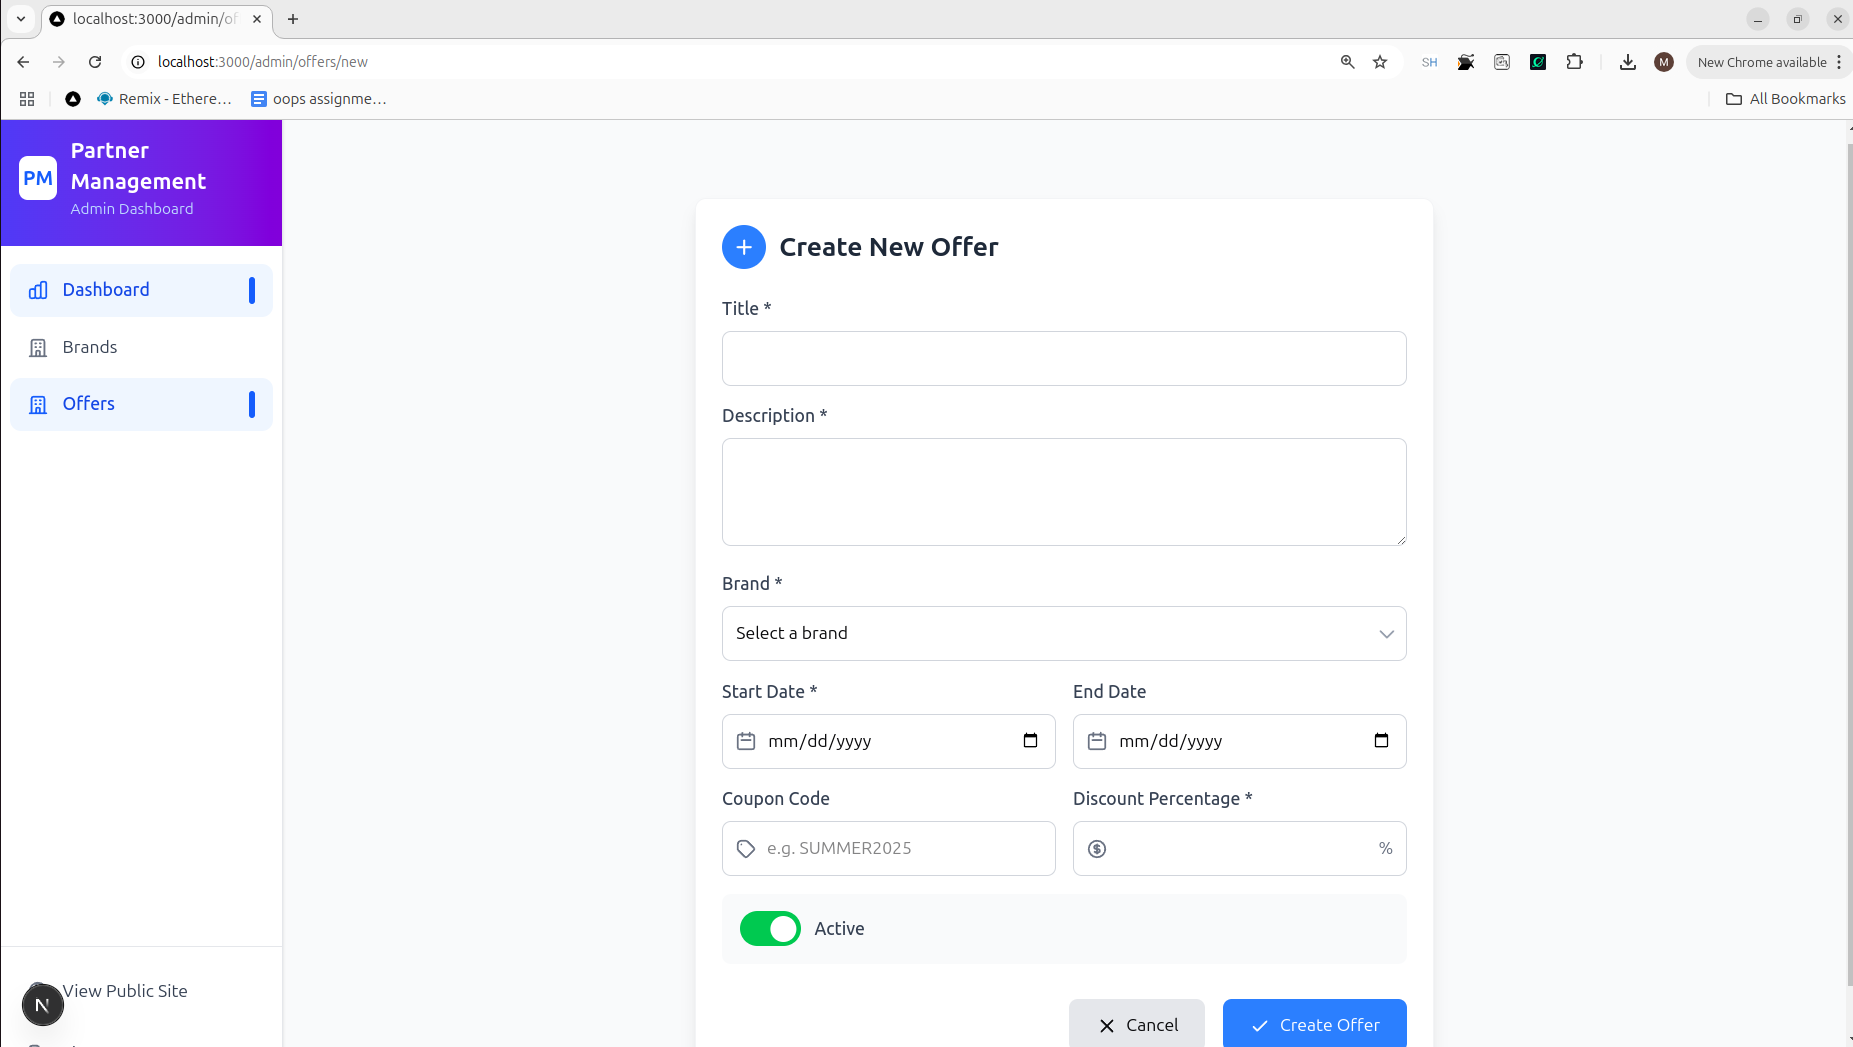 localhost:3000/admin/of
localhost:3000/admin/offers/new
SH
M
New Chrome available
Remix - Ethere...
oops assignme...
All Bookmarks
PM
Partner
Management
Admin Dashboard
Dashboard
Brands
Offers
View Public Site
N
Create New Offer
Title *
Description *
Brand *
Select a brand
Start Date *
End Date
mm/dd/yyyy
mm/dd/yyyy
Coupon Code
Discount Percentage *
e.g. SUMMER2025
%
Active
Cancel
Create Offer